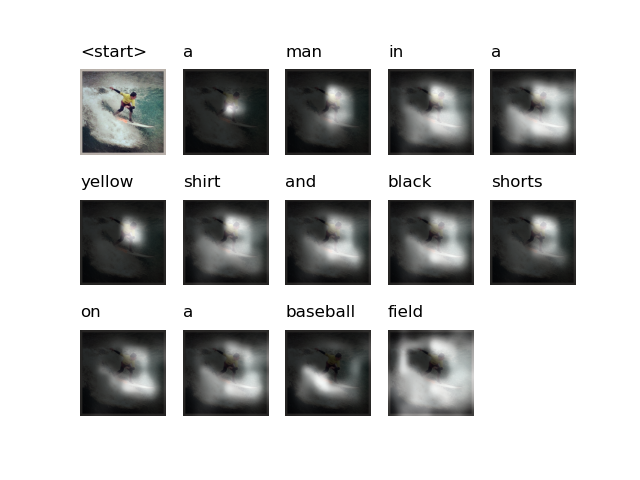 <start> a man in a
yellow shirt and black shorts
on a baseball field